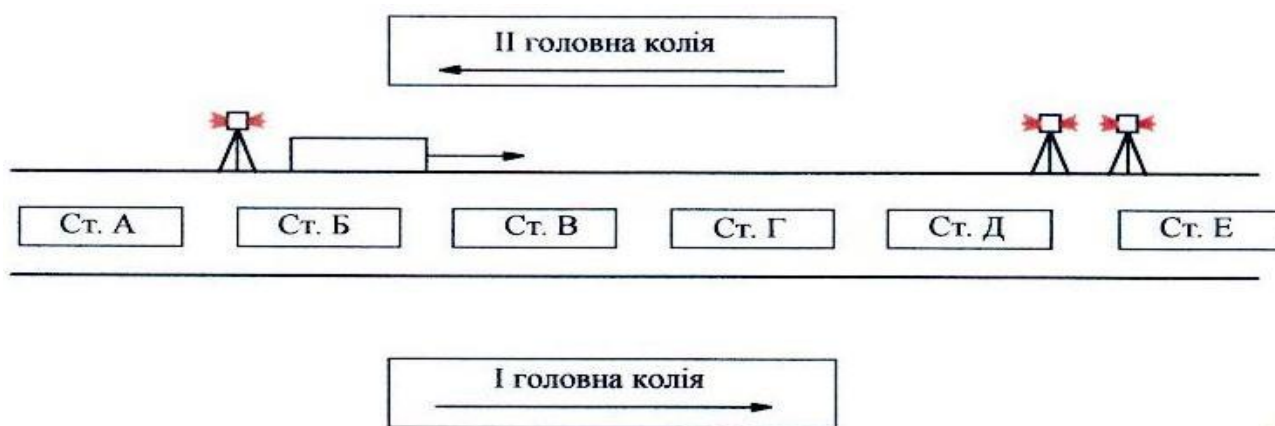 II головна колія
Ст. А
Ст. Б
Ст. В
Ст. Г
Ст. Д
Ст. Е
I головна колія